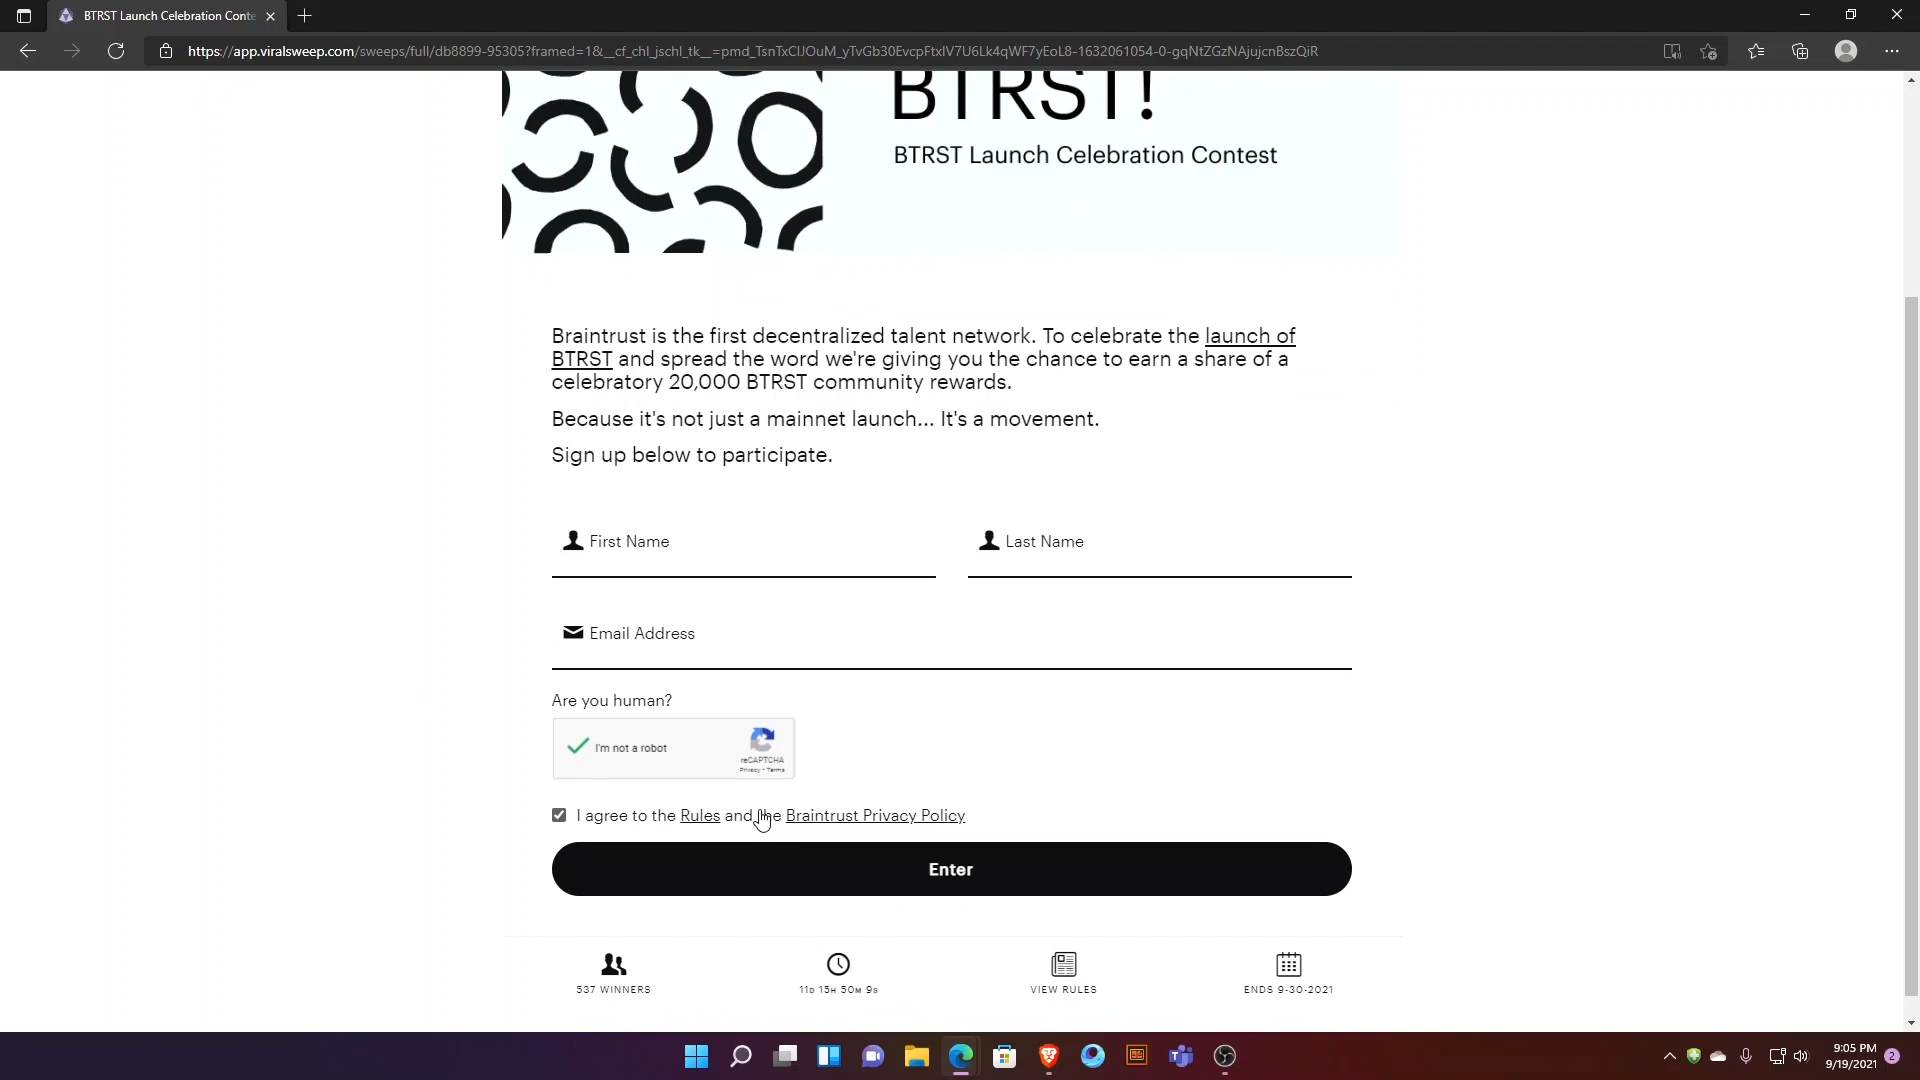 BTRST Launch Celebration Conte
https://app.viralsweep.com/sweeps/full/db8899-95305?framed=1&__cf_chl_jschl_tk__=pmd_TsnTxCIJOuM_yTvGb30EvcpFtxIV7U6Lk4qWF7yEoL8-1632061054-0-gqNtZGzNAjujcnBszQiR
BTRST!
BTRST Launch Celebration Contest
Braintrust is the first decentralized talent network. To celebrate the launch of
BTRST and spread the word we're giving you the chance to earn a share of a
celebratory 20,000 BTRST community rewards.
Because it's not just a mainnet launch... It's a movement.
Sign up below to participate.
First Name
Last Name
Email Address
Are you human?
I'm not a robot
reCAPTCHA
Privacy - Terms
I agree to the Rules and the Braintrust Privacy Policy
Enter
537 WINNERS
11D 15H 50M 9S
VIEW RULES
ENDS 9-30-2021
9:05 PM
9/19/2021
2